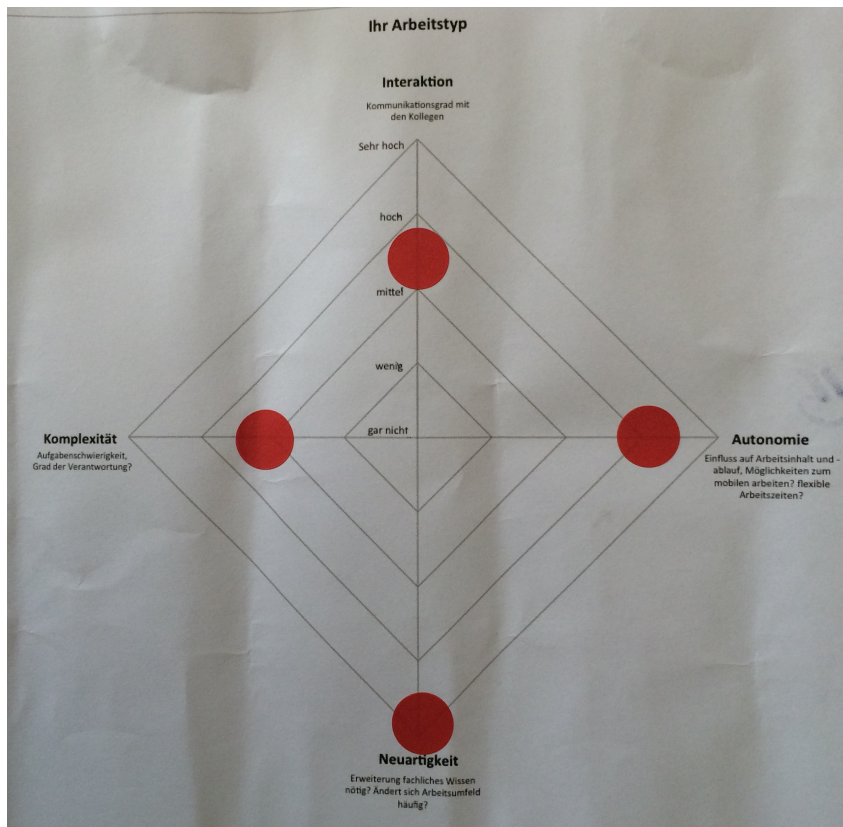 Ihr Arbeitstyp
Interaktion
Kommunikationsgrad mit
den Kollegen
Sehr hoch
hoch
mittel
wenig
gar nicht
Komplexität
Aufgabenschwierigkeit,
Grad der Verantwortung?
Autonomie
Einfluss auf Arbeitsinhalt und -
ablauf, Möglichkeiten zum
mobilen arbeiten? flexible
Arbeitszeiten?
Neuartigkeit
Erweiterung fachliches Wissen
nötig? Ändert sich Arbeitsumfeld
häufig?